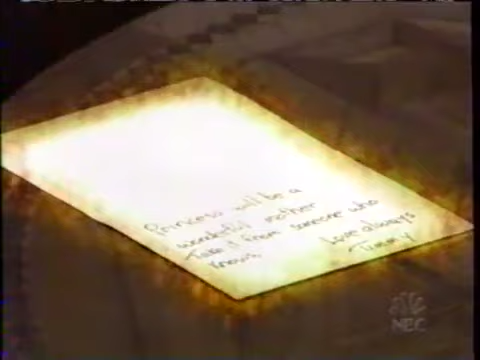 Princess will be a
wonderful mother
Take it from someone who
knows.
Love always
Timmy
NBC